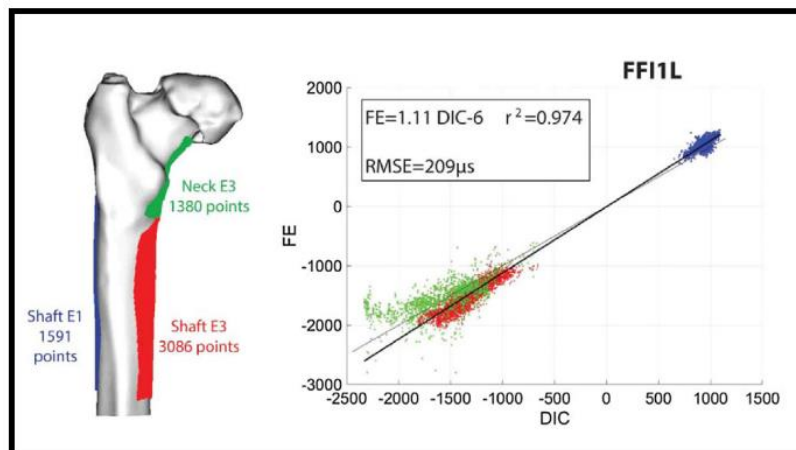 FFI1L
FE=1.11 DIC-6 r²=0.974
RMSE=209μs
Neck E3
1380 points
Shaft E1
1591
points
Shaft E3
3086 points
2000
1000
0
-1000
-2000
-3000
FE
-2500
-2000
-1500
-1000
-500
0
500
1000
1500
DIC